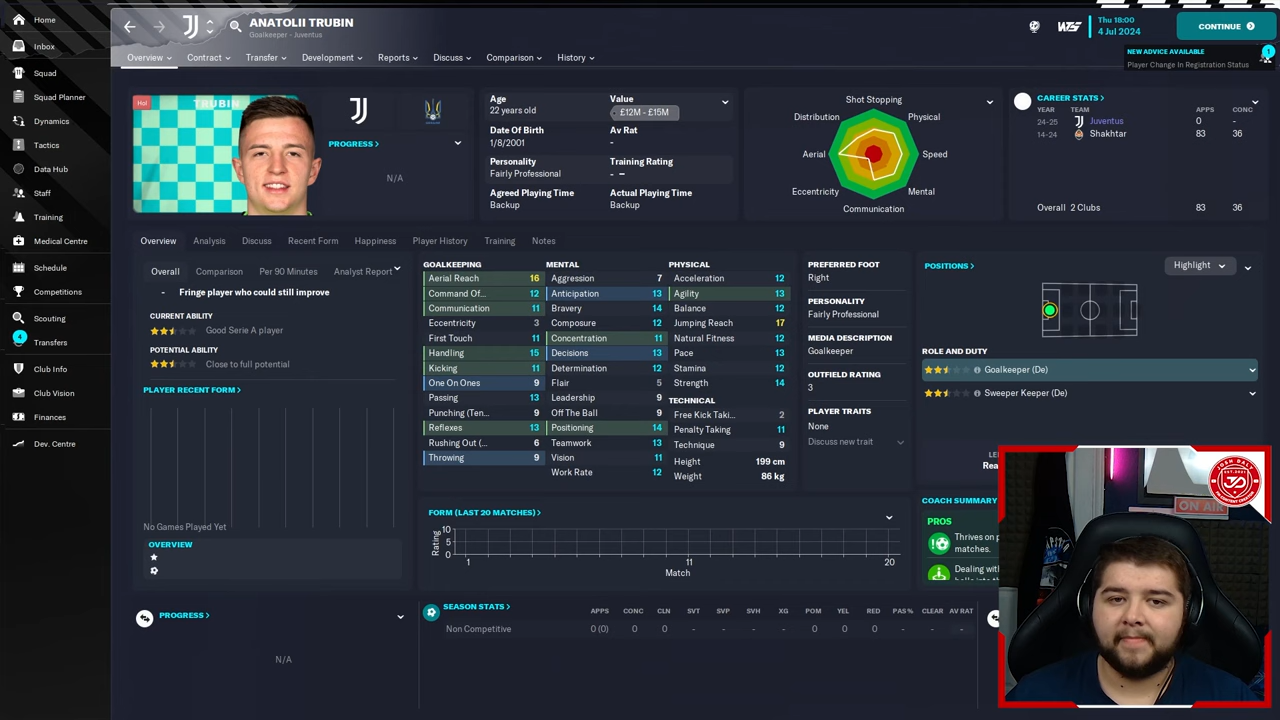 Home
Inbox
Squad
Squad Planner
Dynamics
Tactics
Data Hub
Staff
Training
Medical Centre
Schedule
Competitions
Scouting
4
Transfers
Club Info
Club Vision
Finances
Dev. Centre
ANATOLII TRUBIN
Goalkeeper - Juventus
Thu 18:00
4 Jul 2024
CONTINUE
NEW ADVICE AVAILABLE
Player Change In Registration Status
1
Overview Contract Transfer Development Reports Discuss Comparison History
Hol
TRUBIN
PROGRESS >
N/A
Age
22 years old
Value
£12M - £15M
Date Of Birth
1/8/2001
Av Rat
-
Personality
Fairly Professional
Training Rating
- –
Agreed Playing Time
Backup
Actual Playing Time
Backup
Shot Stopping
Distribution Physical
Aerial Speed
Eccentricity Mental
Communication
CAREER STATS >
YEAR TEAM APPS CONC
24-25 Juventus 0 -
14-24 Shakhtar 83 36
Overall 2 Clubs 83 36
Overview Analysis Discuss Recent Form Happiness Player History Training Notes
Overall Comparison Per 90 Minutes Analyst Report
- Fringe player who could still improve
CURRENT ABILITY
Good Serie A player
POTENTIAL ABILITY
Close to full potential
PLAYER RECENT FORM >
No Games Played Yet
OVERVIEW
GOALKEEPING
Aerial Reach 16
Command Of... 12
Communication 11
Eccentricity 3
First Touch 11
Handling 15
Kicking 11
One On Ones 9
Passing 13
Punching (Ten... 9
Reflexes 13
Rushing Out (... 6
Throwing 9
MENTAL
Aggression 7
Anticipation 13
Bravery 14
Composure 12
Concentration 11
Decisions 13
Determination 12
Flair 5
Leadership 9
Off The Ball 9
Positioning 14
Teamwork 13
Vision 11
Work Rate 12
PHYSICAL
Acceleration 12
Agility 13
Balance 12
Jumping Reach 17
Natural Fitness 12
Pace 13
Stamina 12
Strength 14
TECHNICAL
Free Kick Taki... 2
Penalty Taking 11
Technique 9
Height 199 cm
Weight 86 kg
PREFERRED FOOT
Right
PERSONALITY
Fairly Professional
MEDIA DESCRIPTION
Goalkeeper
OUTFIELD RATING
3
PLAYER TRAITS
None
Discuss new trait
POSITIONS >
Highlight
ROLE AND DUTY
Goalkeeper (De)
Sweeper Keeper (De)
COACH SUMMARY
PROS
Thrives on
matches.
Dealing with
FORM (LAST 20 MATCHES) >
Rating
10
5
0
1 11 20
Match
PROGRESS >
N/A
SEASON STATS >
APPS CONC CLN SVT SVP SVH XG POM YEL RED PAS% CLEAR AV RAT
Non Competitive 0 (0) 0 0 - - - - 0 0 0 - - -
JOSH DALY
JD
ON AIR